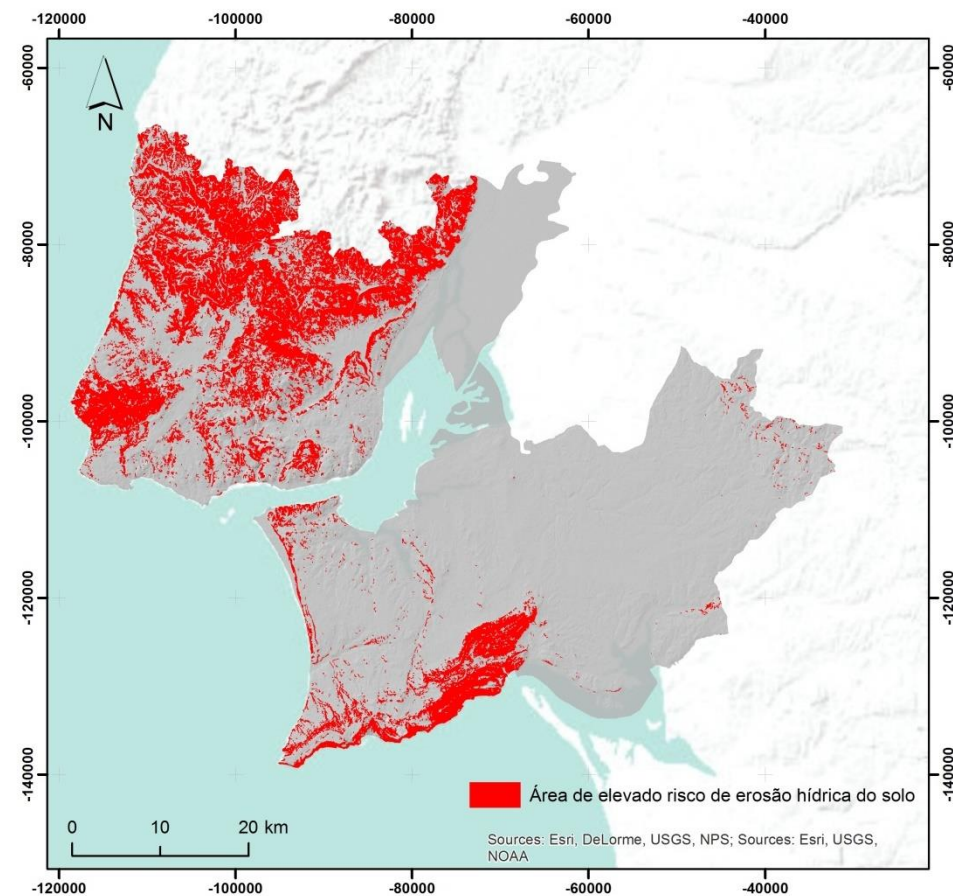 -120000 -100000 -80000 -60000 -40000
-60000 -60000
N
-80000 -80000
-100000 -100000
-120000 -120000
-140000 -140000
Área de elevado risco de erosão hídrica do solo
0 10 20 km
Sources: Esri, DeLorme, USGS, NPS; Sources: Esri, USGS,
NOAA
-120000 -100000 -80000 -60000 -40000